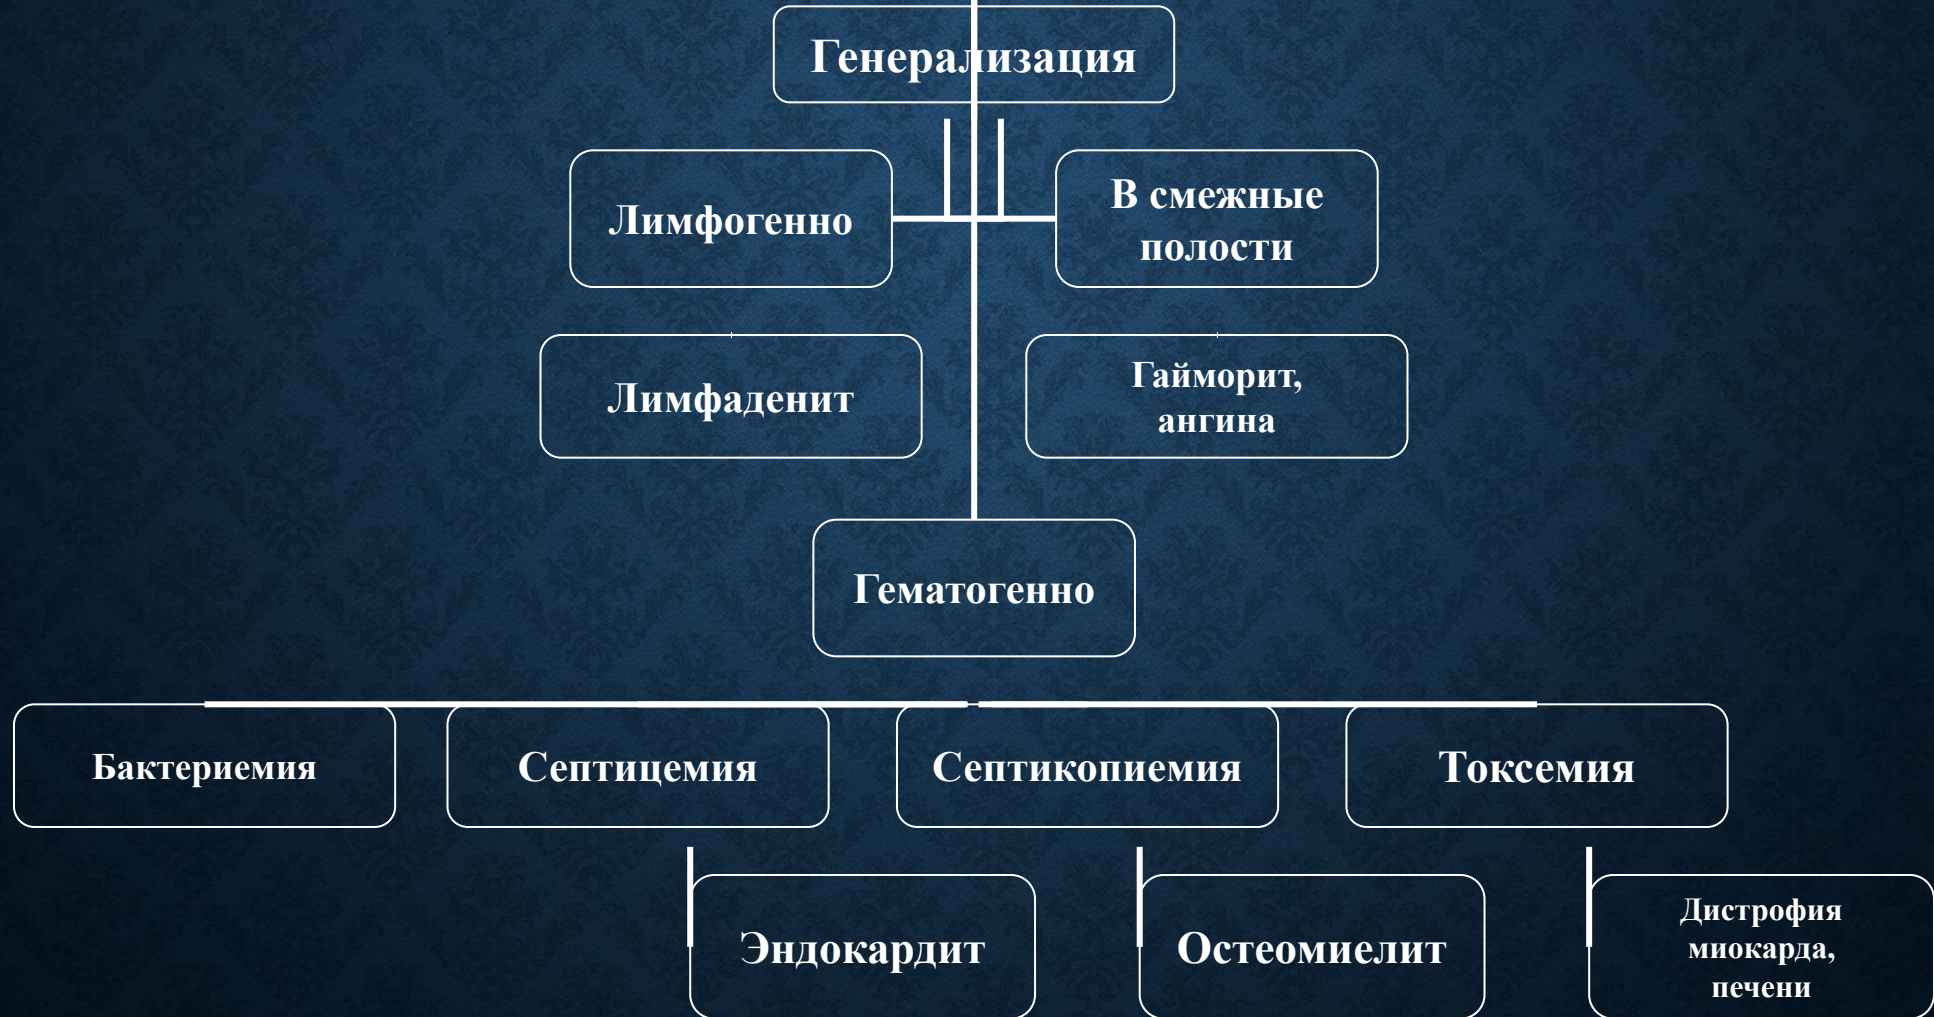 Генерализация
Лимфогенно
В смежные
полости
Лимфаденит
Гайморит,
ангина
Гематогенно
Бактериемия
Септицемия
Септикопиемия
Токсемия
Эндокардит
Остеомиелит
Дистрофия
миокарда,
печени